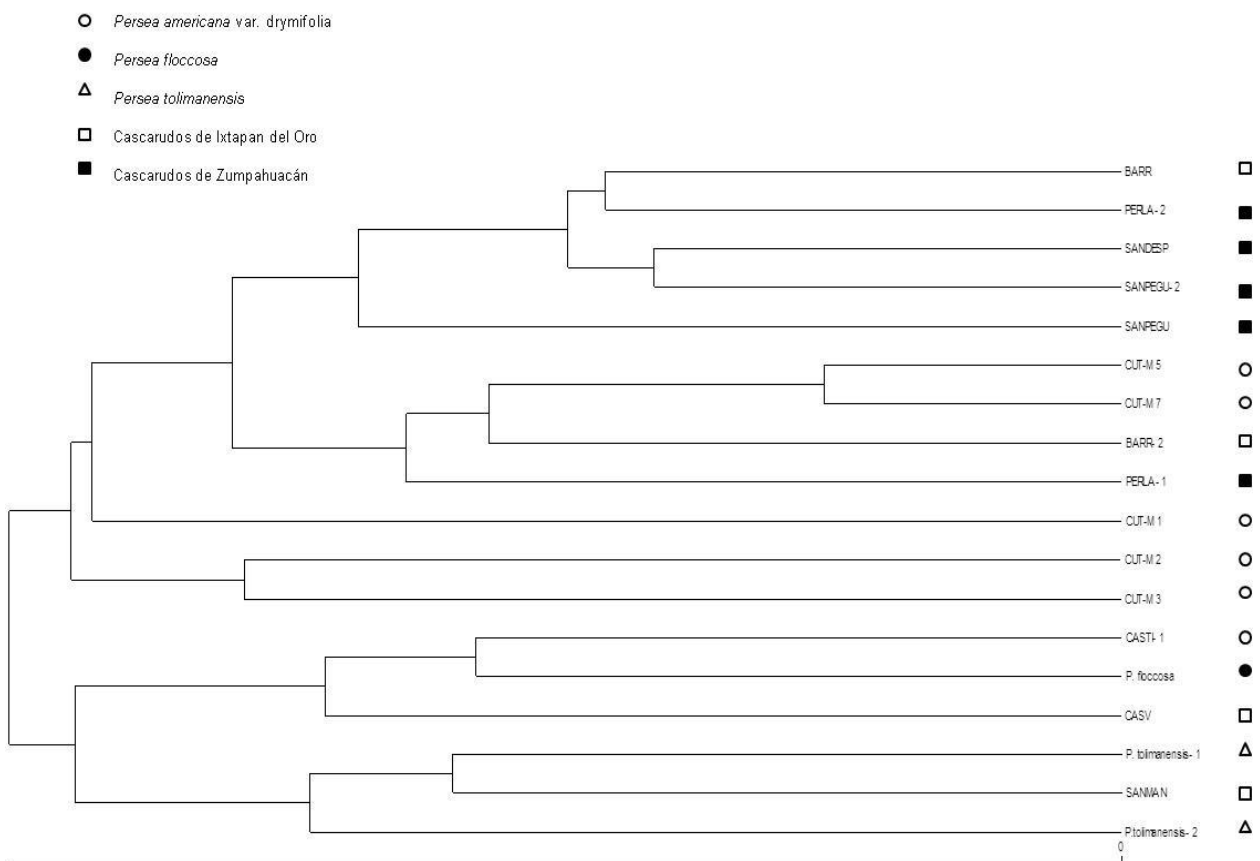 Persea americana var. drymifolia
Persea floccosa
Persea tolimanensis
Cascarudos de Ixtapan del Oro
Cascarudos de Zumpahuacán
BARR
PERLA- 2
SANDESP
SANPEGU- 2
SANPEGU
CUT-M 5
CUT-M 7
BARR- 2
PERLA- 1
CUT-M 1
CUT-M 2
CUT-M 3
CASTI- 1
P. floccosa
CASV
P. tolimanensis- 1
SANMAN
P.tolimanensis- 2
0